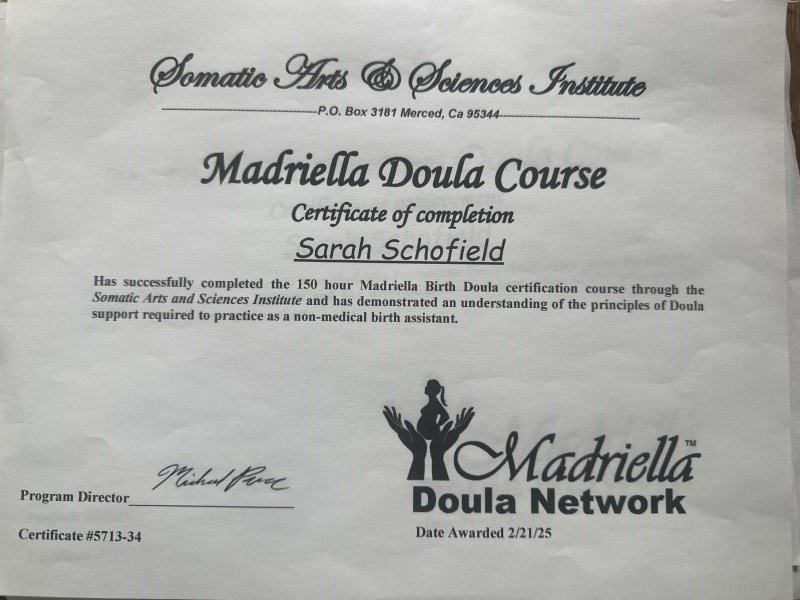 Somatic Arts & Sciences Institute
P.O. Box 3181 Merced, Ca 95344
Madriella Doula Course
Certificate of completion
Sarah Schofield
Has successfully completed the 150 hour Madriella Birth Doula certification course through the
Somatic Arts and Sciences Institute and has demonstrated an understanding of the principles of Doula
support required to practice as a non-medical birth assistant.
Madriella™
Doula Network
Michael
Program Director
Certificate #5713-34
Date Awarded 2/21/25